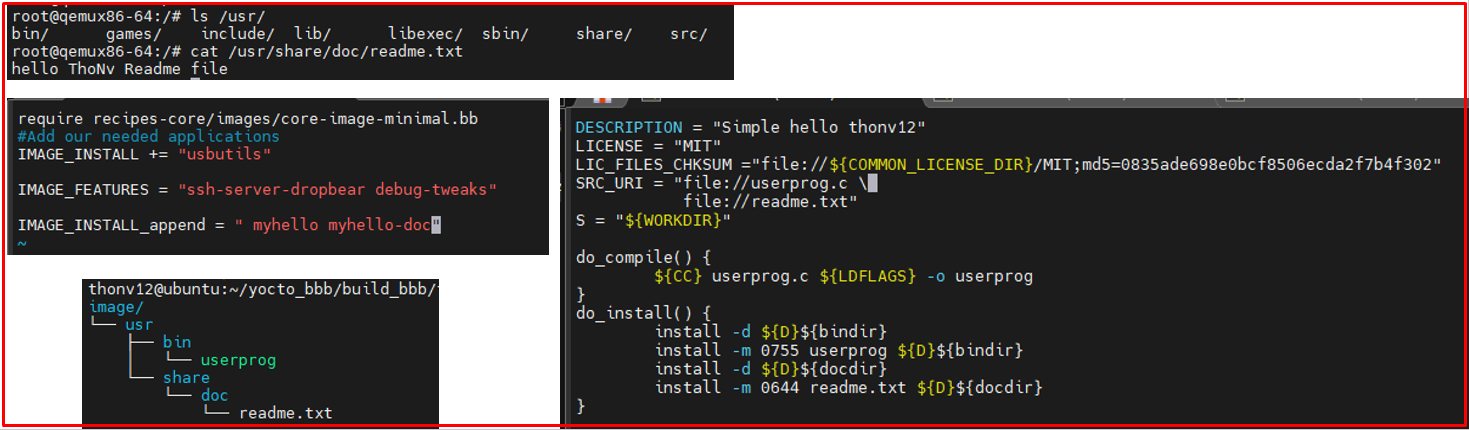 root@qemux86-64:/# ls /usr/
bin/ games/ include/ lib/ libexec/ sbin/ share/ src/
root@qemux86-64:/# cat /usr/share/doc/readme.txt
hello ThoNv Readme file
require recipes-core/images/core-image-minimal.bb
#Add our needed applications
IMAGE_INSTALL += "usbutils"
IMAGE_FEATURES = "ssh-server-dropbear debug-tweaks"
IMAGE_INSTALL_append = " myhello myhello-doc"
~
thonv12@ubuntu:~/yocto_bbb/build_bbb/
image/
└── usr
├── bin
│   └── userprog
└── share
└── doc
└── readme.txt
DESCRIPTION = "Simple hello thonv12"
LICENSE = "MIT"
LIC_FILES_CHKSUM ="file://${COMMON_LICENSE_DIR}/MIT;md5=0835ade698e0bcf8506ecda2f7b4f302"
SRC_URI = "file://userprog.c \
file://readme.txt"
S = "${WORKDIR}"
do_compile() {
${CC} userprog.c ${LDFLAGS} -o userprog
}
do_install() {
install -d ${D}${bindir}
install -m 0755 userprog ${D}${bindir}
install -d ${D}${docdir}
install -m 0644 readme.txt ${D}${docdir}
}